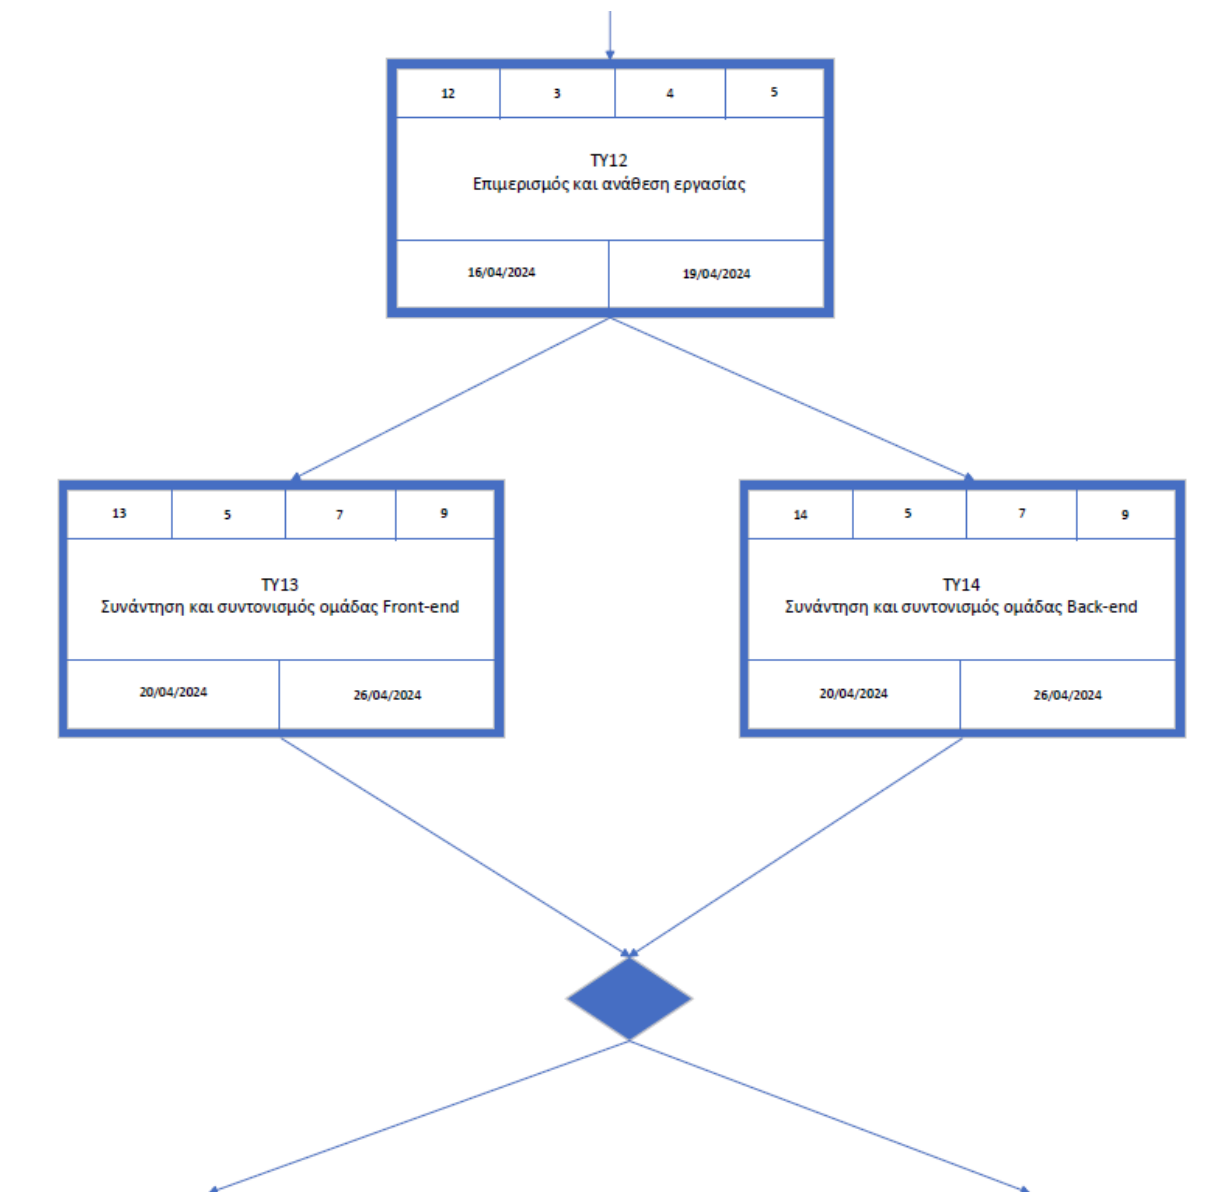 12 3 4 5
ΤΥ12
Επιμερισμός και ανάθεση εργασίας
16/04/2024 19/04/2024
13 5 7 9
ΤΥ13
Συνάντηση και συντονισμός ομάδας Front-end
20/04/2024 26/04/2024
14 5 7 9
ΤΥ14
Συνάντηση και συντονισμός ομάδας Back-end
20/04/2024 26/04/2024